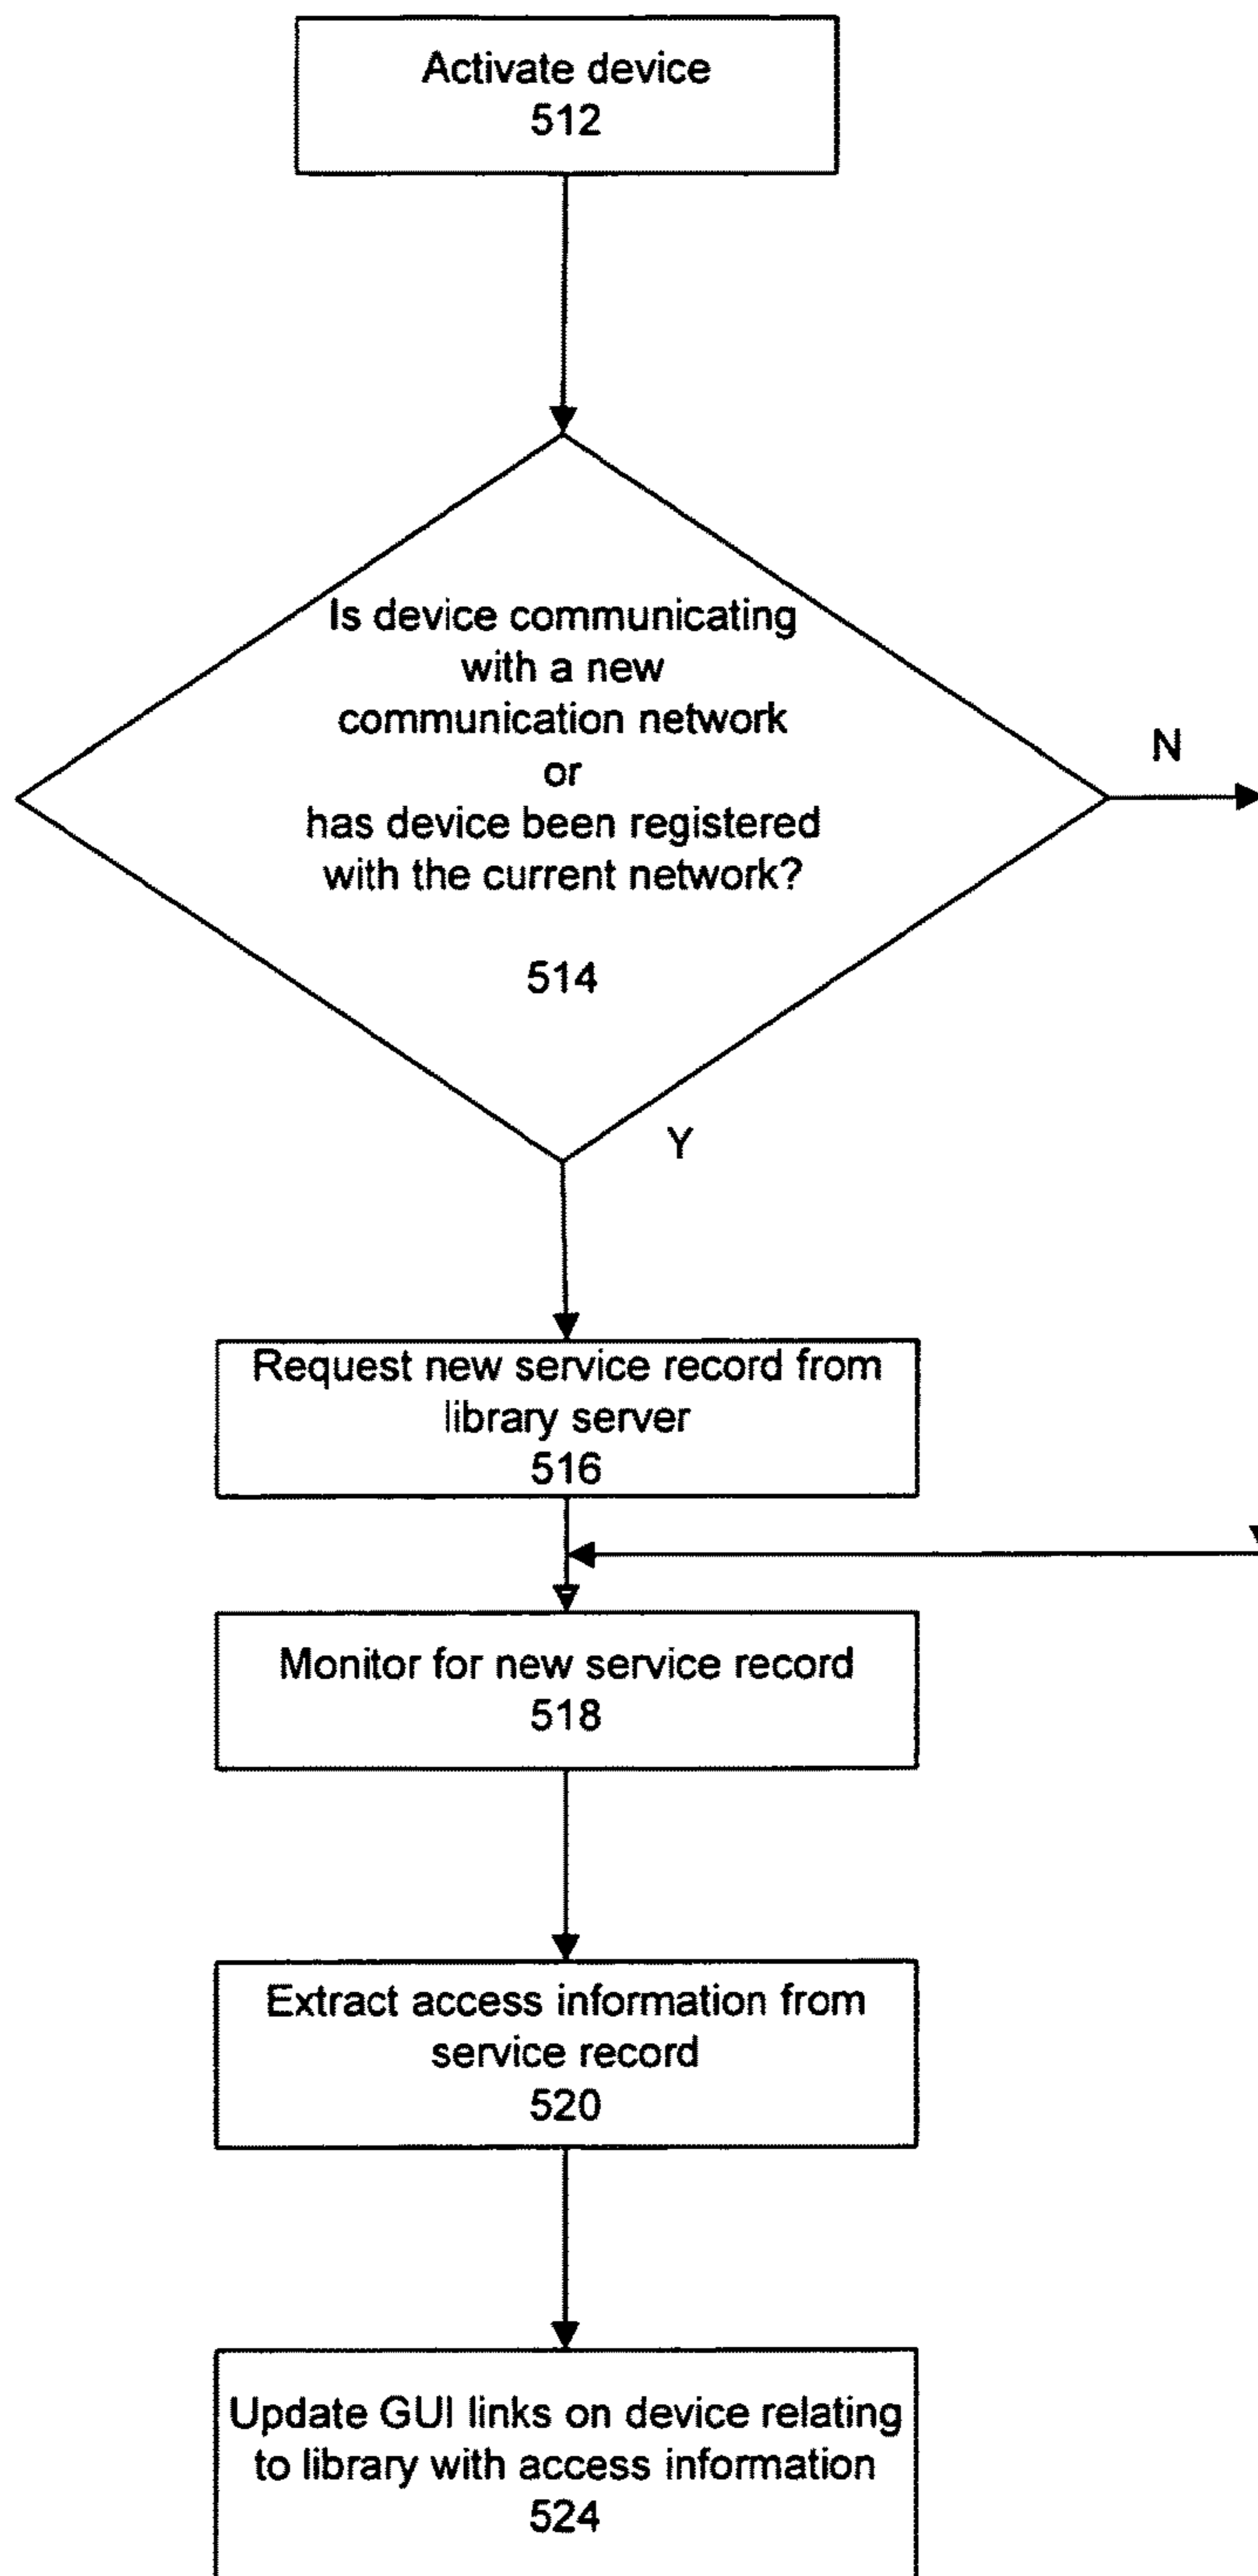 Activate device
512
Is device communicating
with a new
communication network
or
has device been registered
with the current network?
514
N
Y
Request new service record from
library server
516
Monitor for new service record
518
Extract access information from
service record
520
Update GUI links on device relating
to library with access information
524